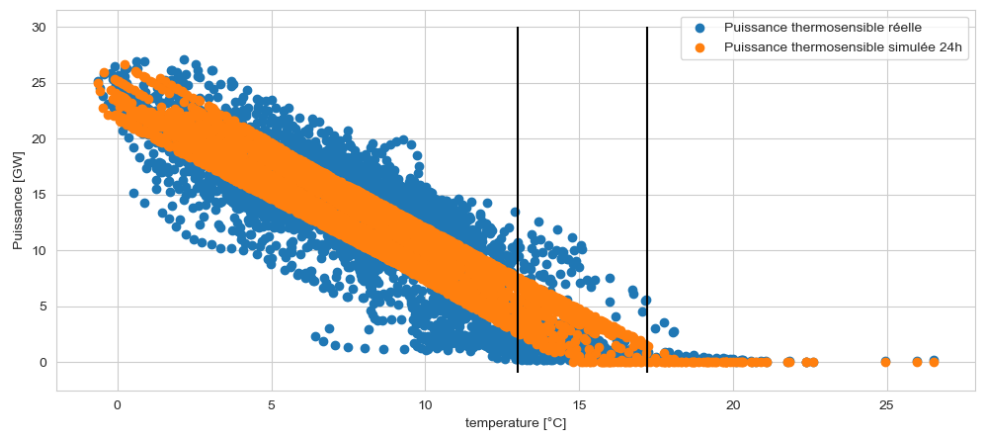 Puissance thermosensible réelle
Puissance thermosensible simulée 24h
30
25
20
15
10
5
0
Puissance [GW]
0 5 10 15 20 25
temperature [°C]